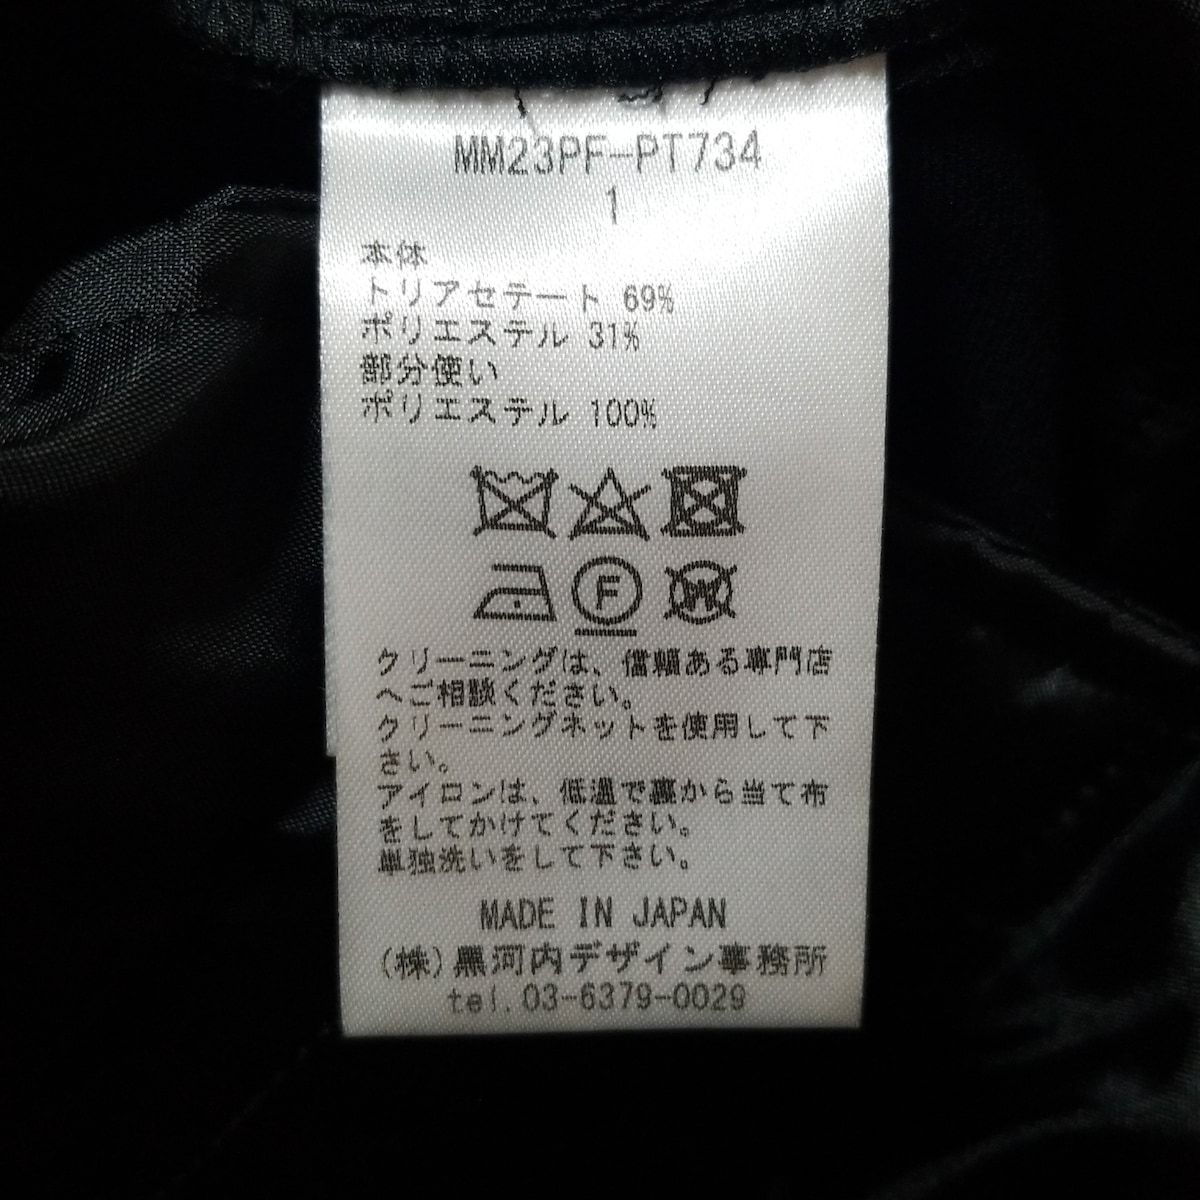 MM23PF-PT734
1
本体
トリアセテート 69%
ポリエステル 31%
部分使い
ポリエステル 100%
F
W
クリーニングは、信頼ある専門店
へご相談ください。
クリーニングネットを使用して下
さい。
アイロンは、低温で裏から当て布
をしてかけてください。
単独洗いをして下さい。
MADE IN JAPAN
(株)黒河内デザイン事務所
tel.03-6379-0029